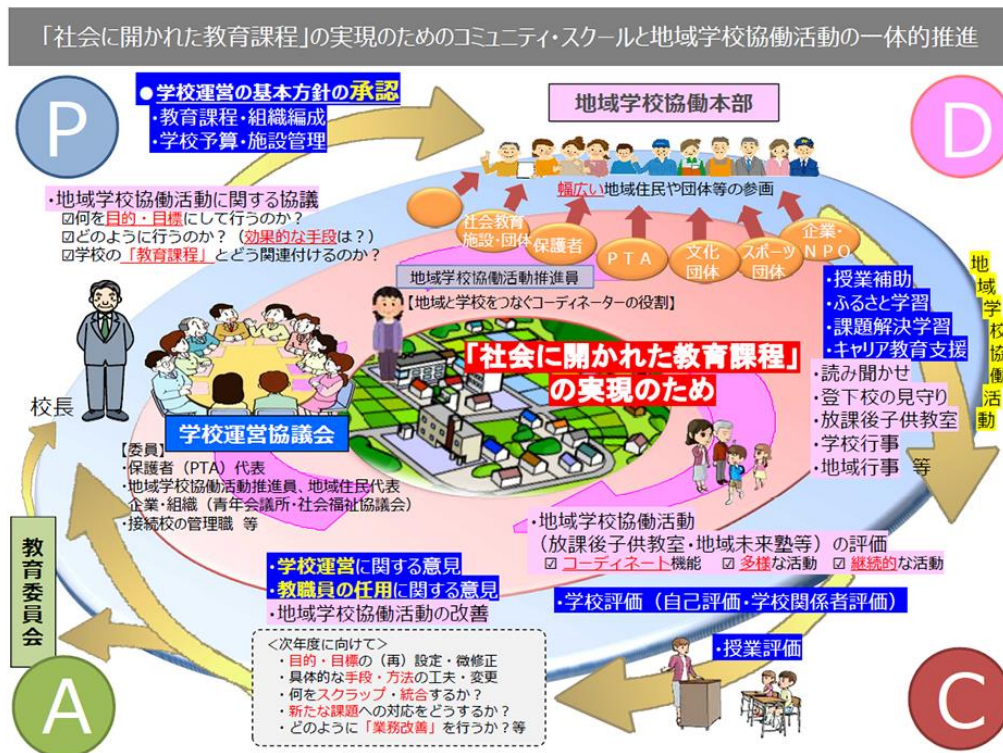 「社会に開かれた教育課程」の実現のためのコミュニティ・スクールと地域学校協働活動の一体的推進
P
●学校運営の基本方針の承認
・教育課程・組織編成
・学校予算・施設管理
地域学校協働本部
D
・地域学校協働活動に関する協議
☑何を目的・目標にして行うのか？
☑どのように行うのか？（効果的な手段は？）
☑学校の「教育課程」とどう関連付けるのか？
幅広い地域住民や団体等の参画
社会教育
施設・団体
保護者
PTA
文化
団体
スポーツ
団体
企業・
NPO
地域学校協働活動推進員
【地域と学校をつなぐコーディネーターの役割】
地域学校協働活動
・授業補助
・ふるさと学習
・課題解決学習
・キャリア教育支援
・読み聞かせ
・登下校の見守り
・放課後子供教室
・学校行事
・地域行事 等
「社会に開かれた教育課程」
の実現のため
校長
学校運営協議会
【委員】
・保護者（PTA）代表
・地域学校協働活動推進員、地域住民代表
企業・組織（青年会議所・社会福祉協議会）
・接続校の管理職 等
・地域学校協働活動
（放課後子供教室・地域未来塾等）の評価
☑ コーディネート機能 ☑ 多様な活動 ☑ 継続的な活動
・学校評価（自己評価・学校関係者評価）
・授業評価
C
教育委員会
・学校運営に関する意見
・教職員の任用に関する意見
・地域学校協働活動の改善
＜次年度に向けて＞
・目的・目標の（再）設定・微修正
・具体的な手段・方法の工夫・変更
・何をスクラップ・統合するか？
・新たな課題への対応をどうするか？
・どのように「業務改善」を行うか？等
A